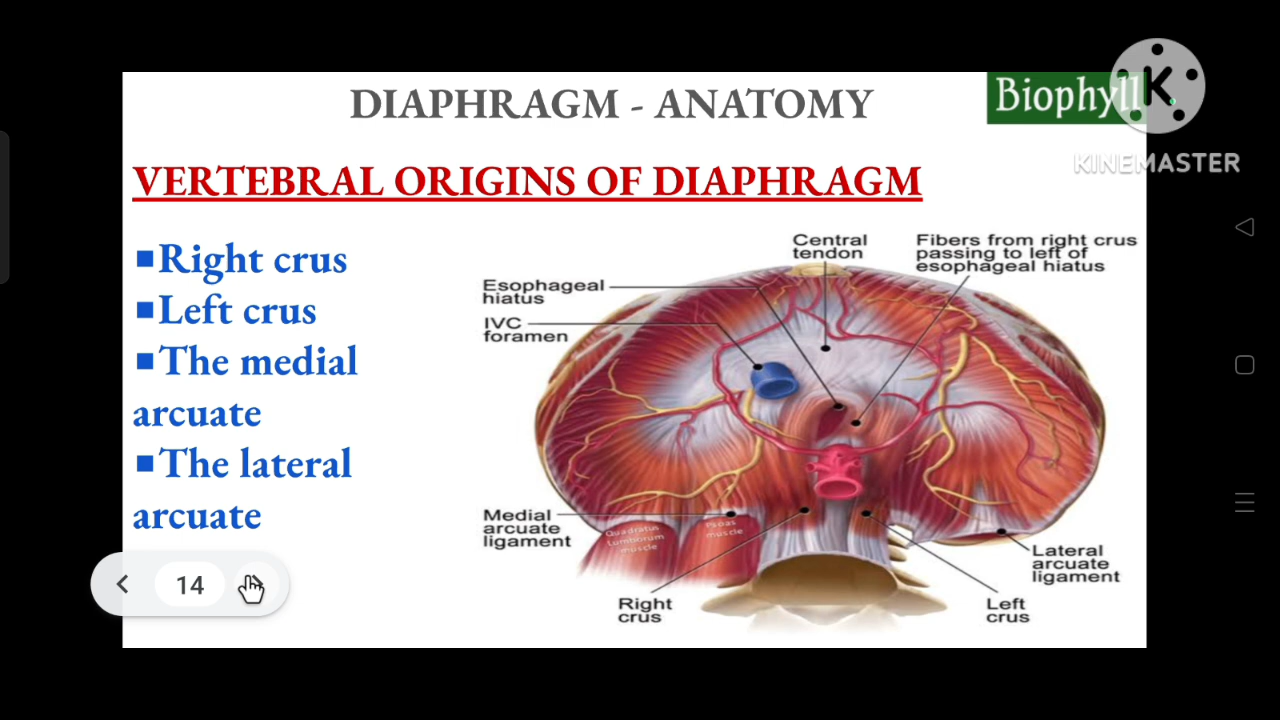 DIAPHRAGM - ANATOMY
Biophyll
KINEMASTER
VERTEBRAL ORIGINS OF DIAPHRAGM
▪Right crus
▪Left crus
▪The medial
arcuate
▪The lateral
arcuate
Central
tendon
Fibers from right crus
passing to left of
esophageal hiatus
Esophageal
hiatus
IVC
foramen
Medial
arcuate
ligament
Quadratus
lumborum
muscle
Psoas
muscle
Lateral
arcuate
ligament
Right
crus
Left
crus
14